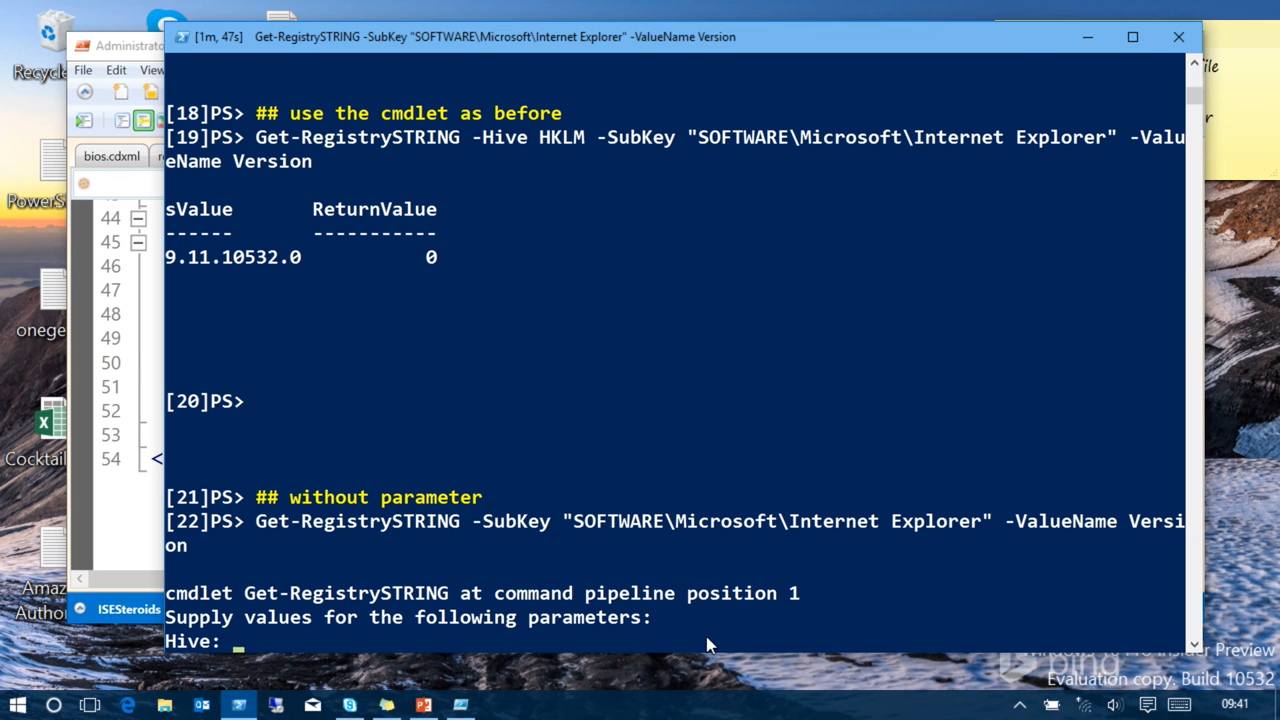 Recycle
Administrato
[1m, 47s] Get-RegistrySTRING -SubKey "SOFTWARE\Microsoft\Internet Explorer" -ValueName Version
File Edit View
ile
[18]PS> ## use the cmdlet as before
[19]PS> Get-RegistrySTRING -Hive HKLM -SubKey "SOFTWARE\Microsoft\Internet Explorer" -Valu
eName Version
bios.cdxml
PowerS
sValue ReturnValue
------ -----------
9.11.10532.0 0
44
45
46
47
48
49
50
51
52
53
54 <
onege
[20]PS>
Cocktail
[21]PS> ## without parameter
[22]PS> Get-RegistrySTRING -SubKey "SOFTWARE\Microsoft\Internet Explorer" -ValueName Versi
on
cmdlet Get-RegistrySTRING at command pipeline position 1
Supply values for the following parameters:
Hive:
Amaz
Autho
ISESteroids
Insider Preview
Evaluation copy. Build 10532
09:41